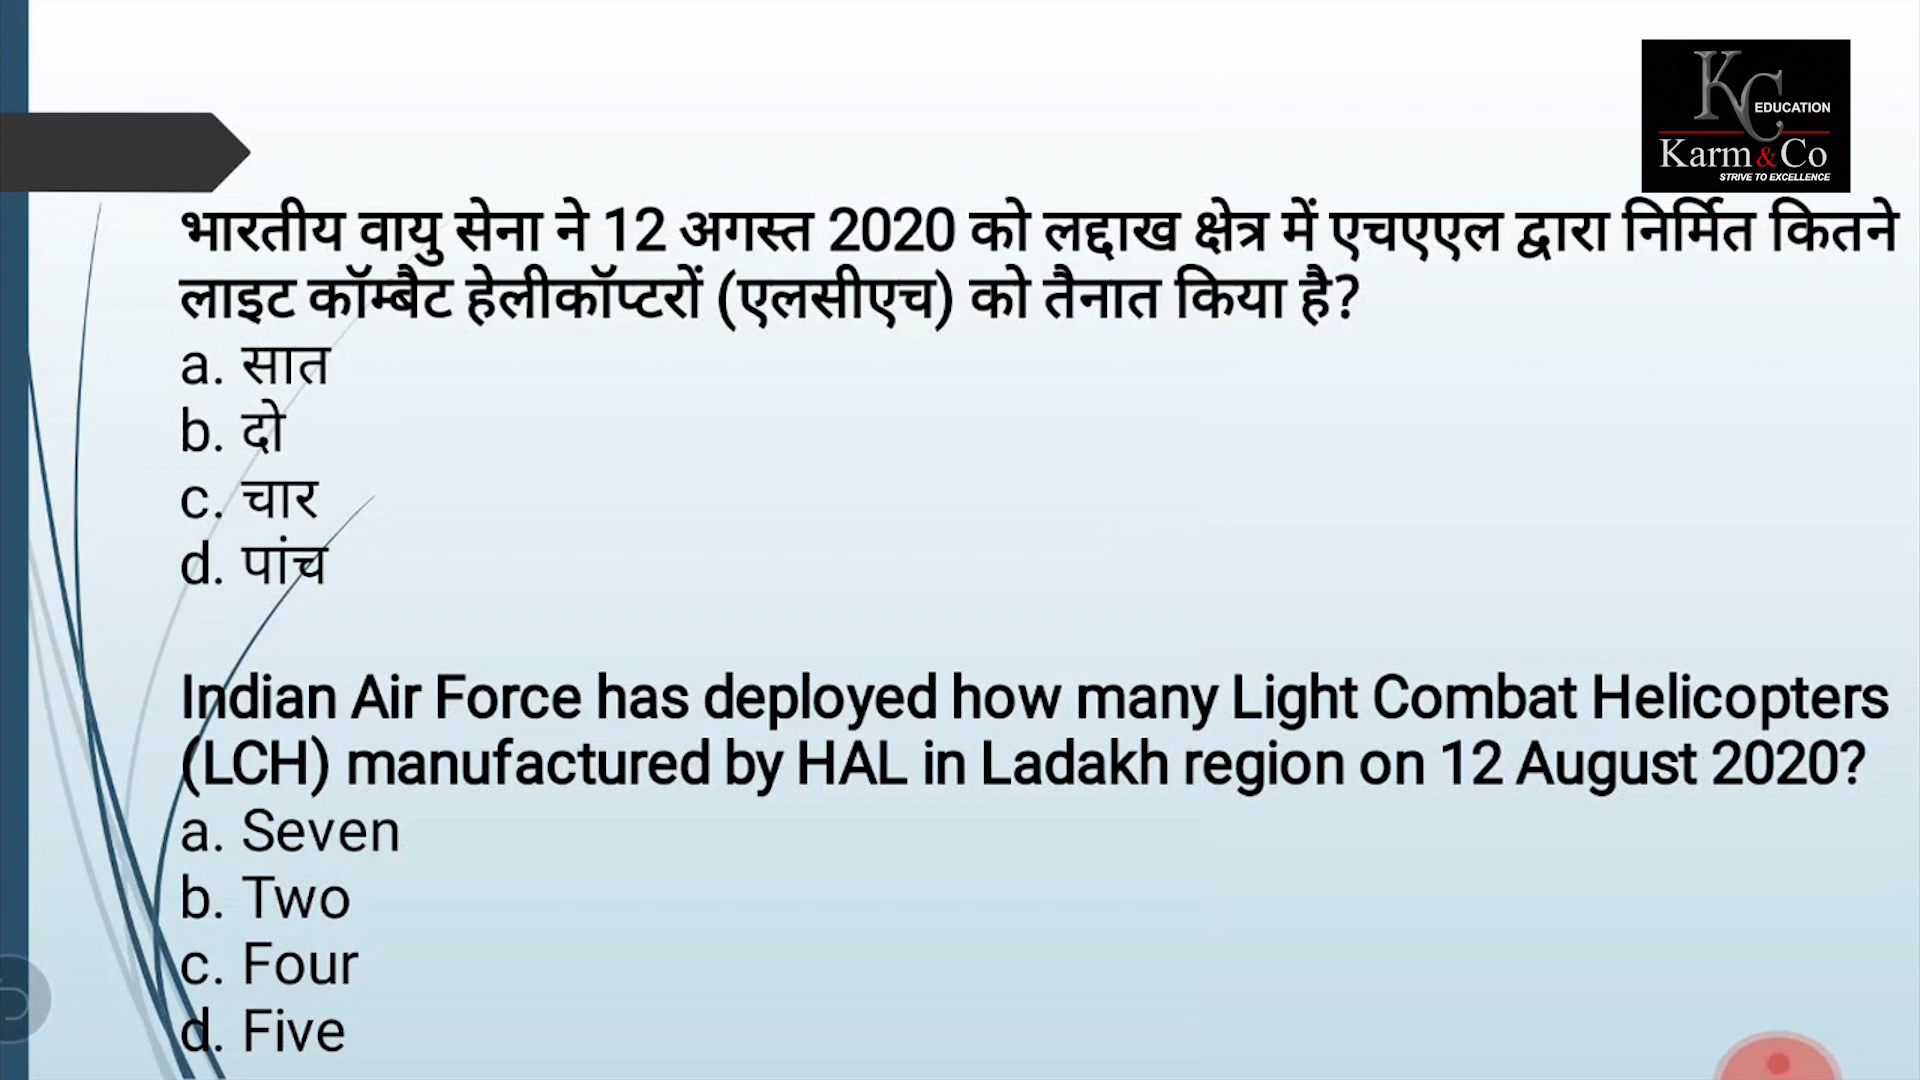 KC EDUCATION
Karm & Co
STRIVE TO EXCELLENCE
भारतीय वायु सेना ने 12 अगस्त 2020 को लद्दाख क्षेत्र में एचएएल द्वारा निर्मित कितने
लाइट कॉम्बैट हेलीकॉप्टरों (एलसीएच) को तैनात किया है?
a. सात
b. दो
c. चार
d. पांच
Indian Air Force has deployed how many Light Combat Helicopters
(LCH) manufactured by HAL in Ladakh region on 12 August 2020?
a. Seven
b. Two
c. Four
d. Five